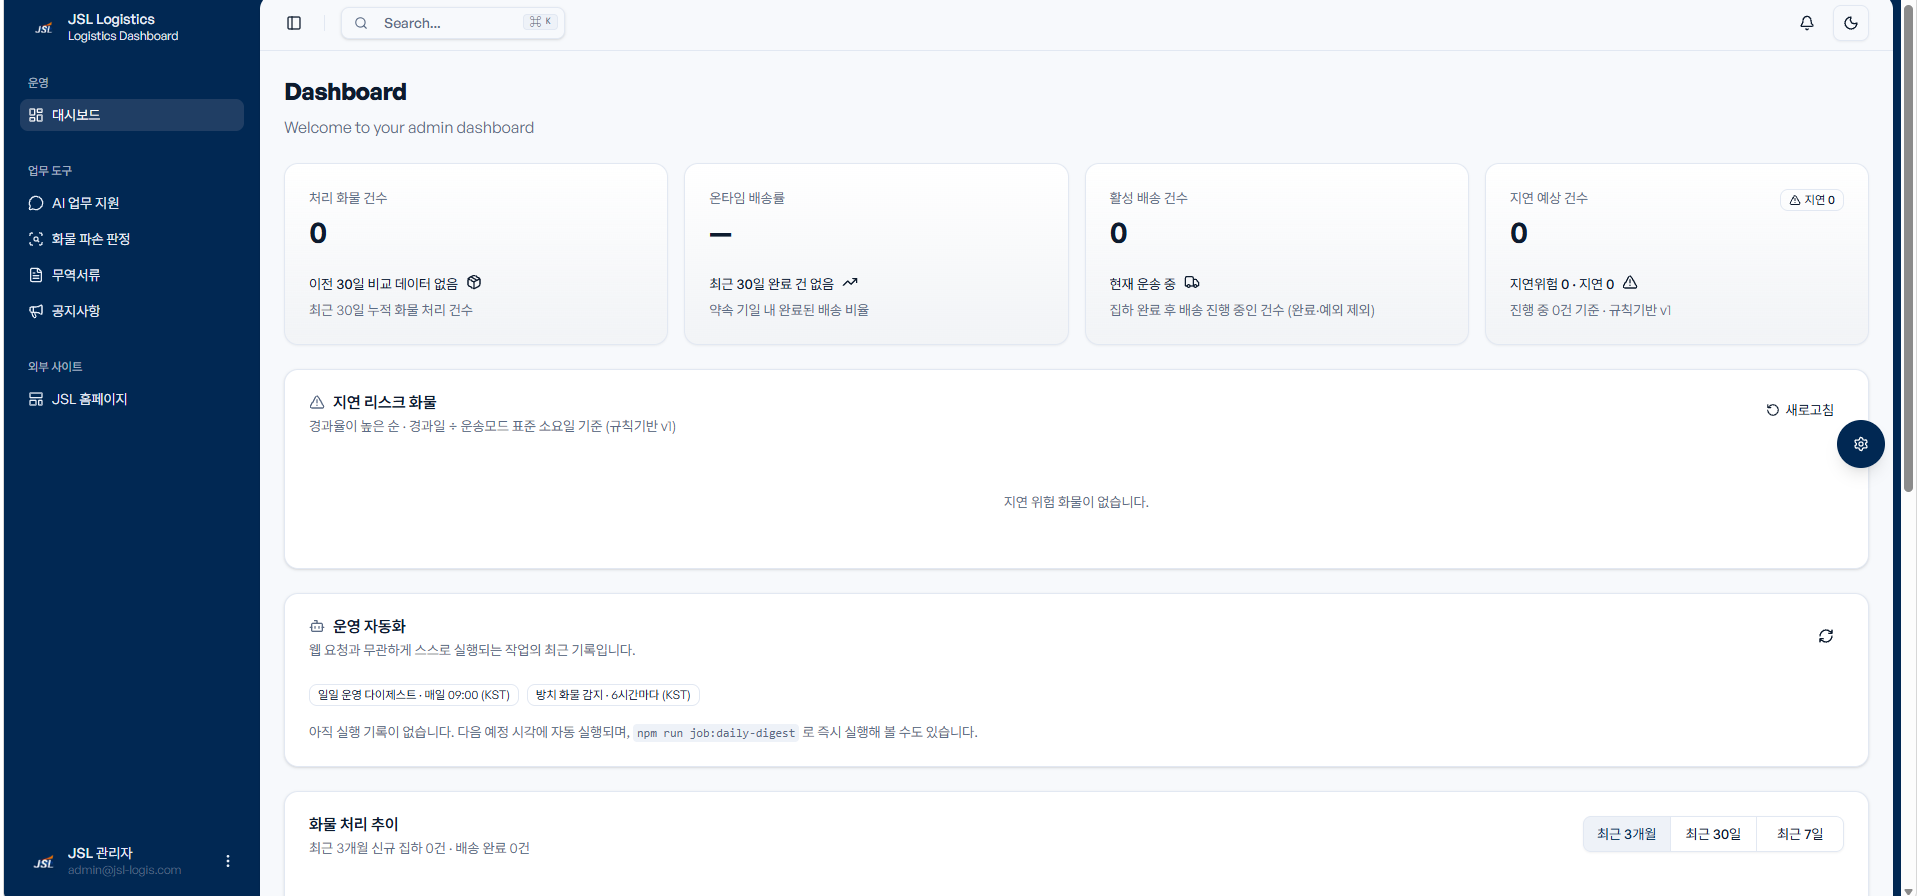 JSL
JSL Logistics
Logistics Dashboard
운영
대시보드
업무 도구
AI 업무 지원
화물 파손 판정
무역서류
공지사항
외부 사이트
JSL 홈페이지
JSL
JSL 관리자
admin@jsl-logis.com
Search...
⌘ K
Dashboard
Welcome to your admin dashboard
처리 화물 건수
0
이전 30일 비교 데이터 없음
최근 30일 누적 화물 처리 건수
온타임 배송률
—
최근 30일 완료 건 없음
약속 기일 내 완료된 배송 비율
활성 배송 건수
0
현재 운송 중
집하 완료 후 배송 진행 중인 건수 (완료·예외 제외)
지연 예상 건수
지연 0
0
지연위험 0 · 지연 0
진행 중 0건 기준 · 규칙기반 v1
지연 리스크 화물
경과율이 높은 순 · 경과일 ÷ 운송모드 표준 소요일 기준 (규칙기반 v1)
새로고침
지연 위험 화물이 없습니다.
운영 자동화
웹 요청과 무관하게 스스로 실행되는 작업의 최근 기록입니다.
일일 운영 다이제스트 · 매일 09:00 (KST)
방치 화물 감지 · 6시간마다 (KST)
아직 실행 기록이 없습니다. 다음 예정 시각에 자동 실행되며, npm run job:daily-digest 로 즉시 실행해 볼 수도 있습니다.
화물 처리 추이
최근 3개월 신규 집하 0건 · 배송 완료 0건
최근 3개월
최근 30일
최근 7일